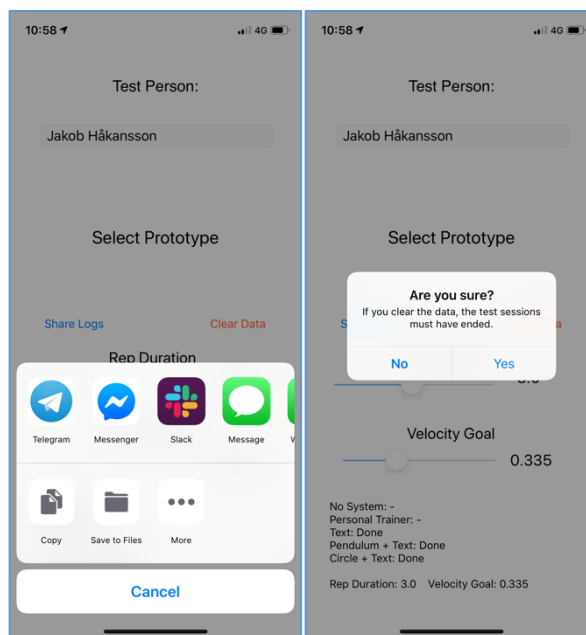 10:58
4G
Test Person:
Jakob Håkansson
Select Prototype
Share Logs
Clear Data
Rep Duration
Telegram
Messenger
Slack
Message
W
Copy
Save to Files
More
Cancel
10:58
4G
Test Person:
Jakob Håkansson
Select Prototype
S
a
Are you sure?
If you clear the data, the test sessions
must have ended.
No
Yes
Velocity Goal
0.335
No System: -
Personal Trainer: -
Text: Done
Pendulum + Text: Done
Circle + Text: Done
Rep Duration: 3.0 Velocity Goal: 0.335